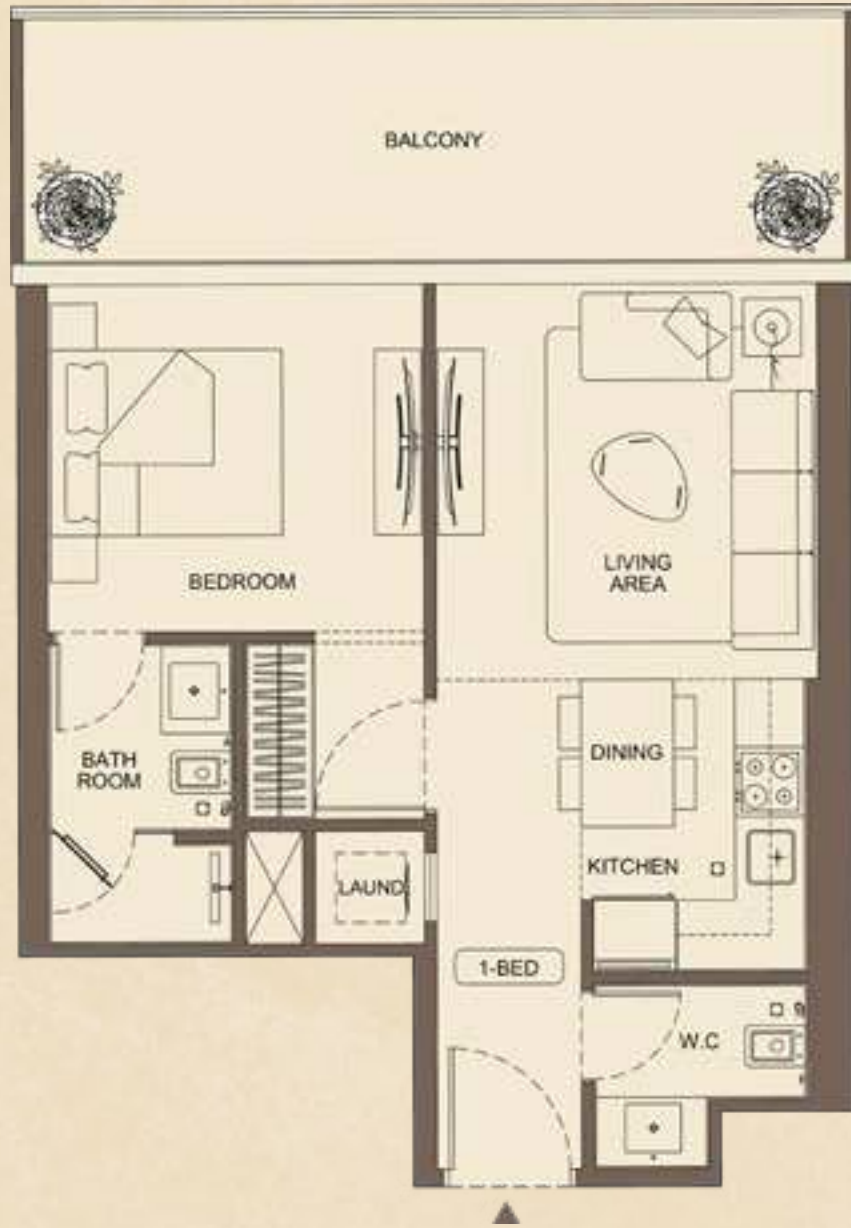 BALCONY
BEDROOM
LIVING
AREA
BATH
ROOM
DINING
KITCHEN
LAUND
1-BED
W.C